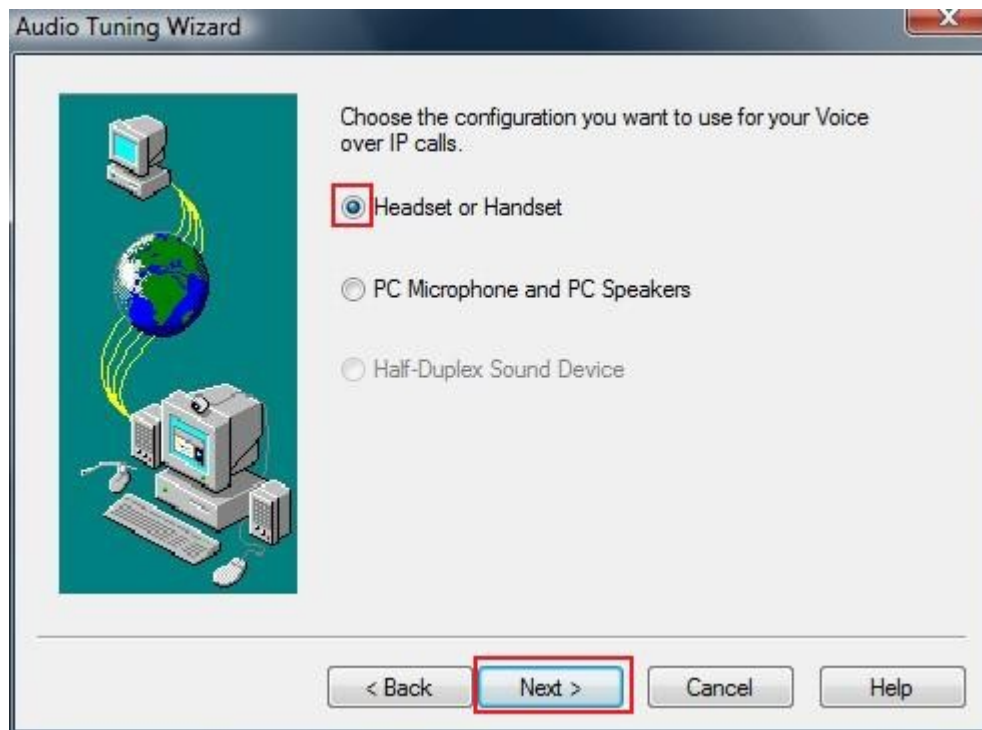 Audio Tuning Wizard
Choose the configuration you want to use for your Voice
over IP calls.
Headset or Handset
PC Microphone and PC Speakers
Half-Duplex Sound Device
< Back
Next >
Cancel
Help